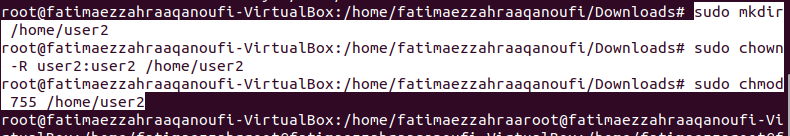 root@fatimaezzahraaqanoufi-VirtualBox:/home/fatimaezzahraaqanoufi/Downloads# sudo mkdir
/home/user2
root@fatimaezzahraaqanoufi-VirtualBox:/home/fatimaezzahraaqanoufi/Downloads# sudo chown
-R user2:user2 /home/user2
root@fatimaezzahraaqanoufi-VirtualBox:/home/fatimaezzahraaqanoufi/Downloads# sudo chmod
755 /home/user2
root@fatimaezzahraaqanoufi-VirtualBox:/home/fatimaezzahraaroot@fatimaezzahraaqanoufi-Vi